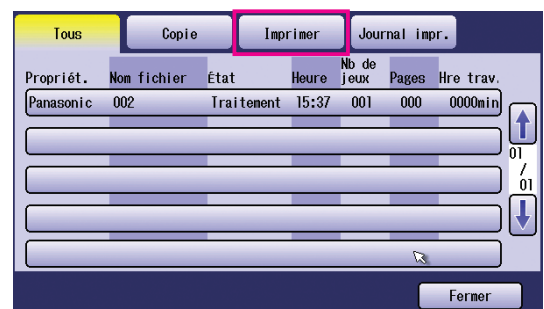 Tous Copie Imprimer Journal impr.
Propriét. Nom fichier État Heure Nb de jeux Pages Hre trav.
Panasonic 002 Traitement 15:37 001 000 0000min
01
/
01
Fermer